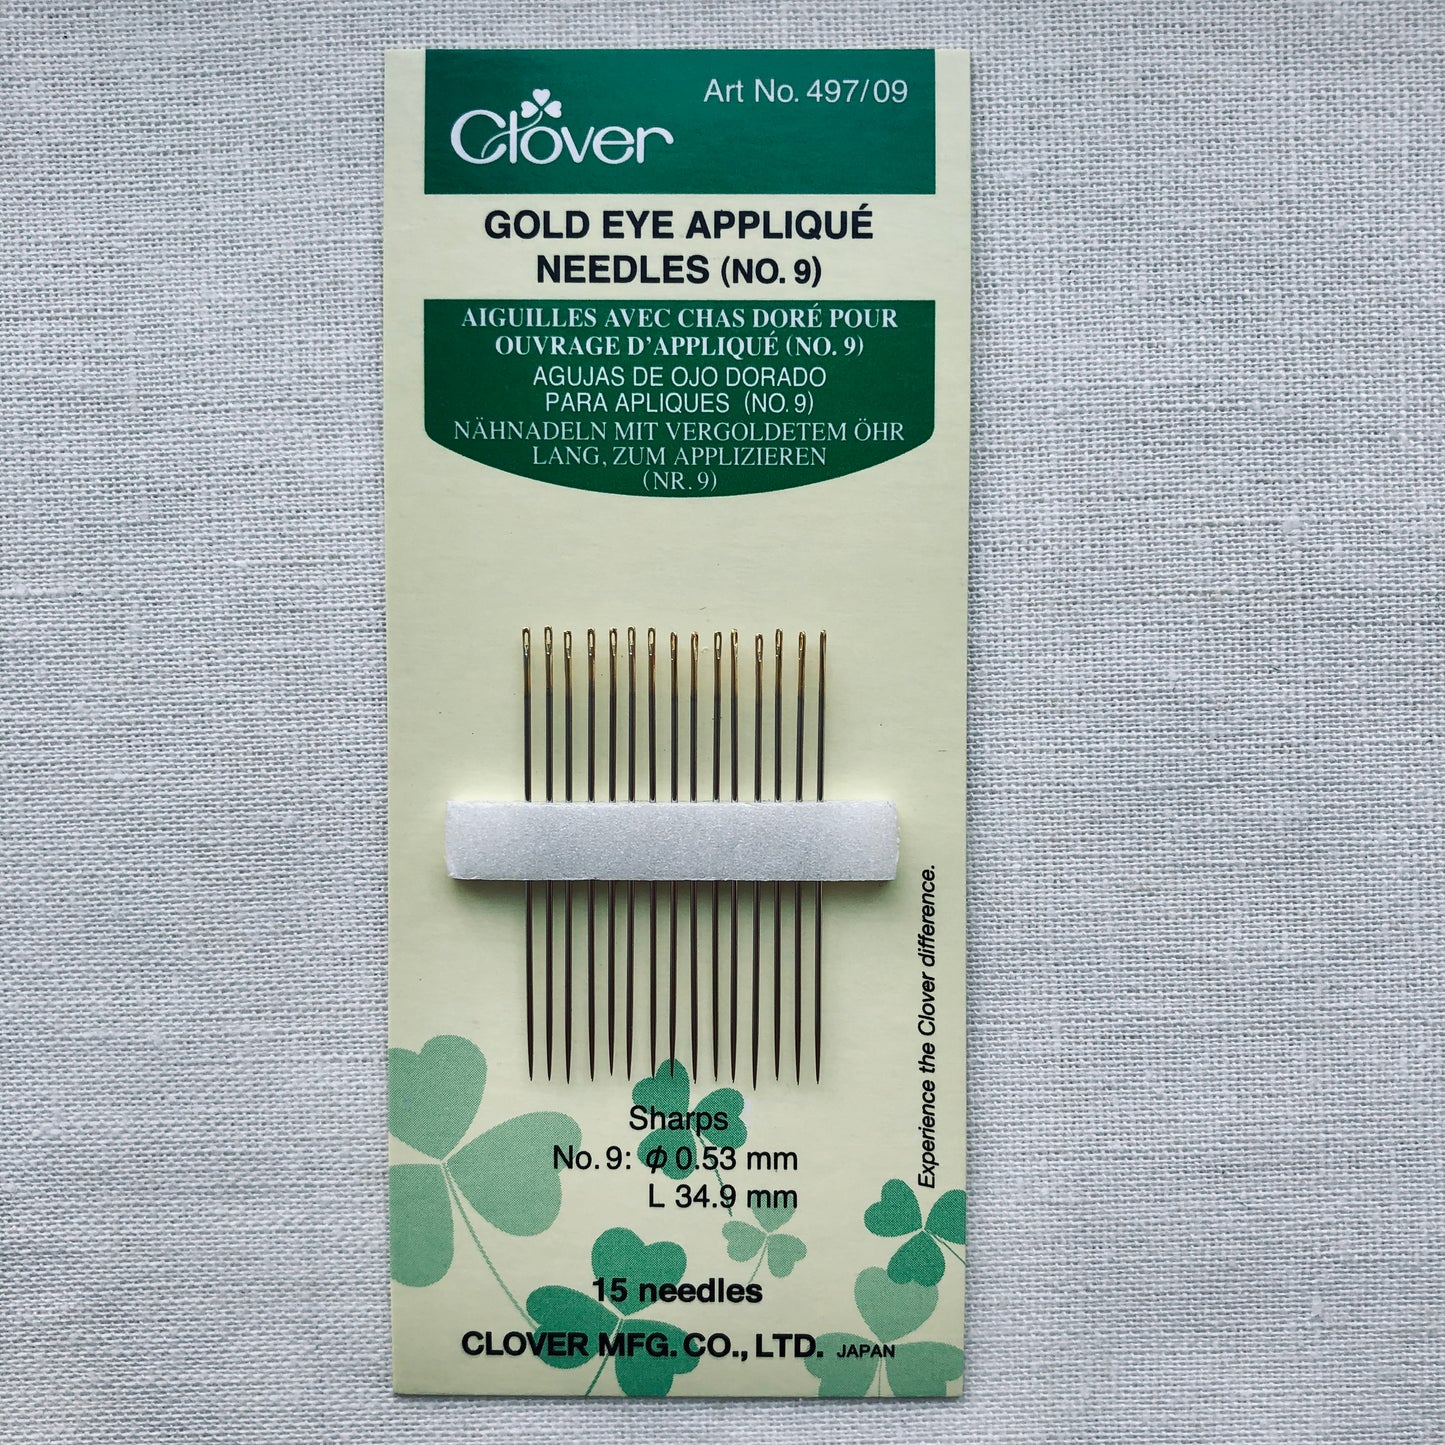 Clover
Art No. 497/09
GOLD EYE APPLIQUÉ
NEEDLES (NO. 9)
AIGUILLES AVEC CHAS DORÉ POUR
OUVRAGE D'APPLIQUÉ (NO. 9)
AGUJAS DE OJO DORADO
PARA APLIQUES (NO. 9)
NÄHNADELN MIT VERGOLDETEM ÖHR
LANG, ZUM APPLIZIEREN
(NR. 9)
Experience the Clover difference.
Sharps
No. 9: ϕ 0.53 mm
L 34.9 mm
15 needles
CLOVER MFG. CO., LTD. JAPAN